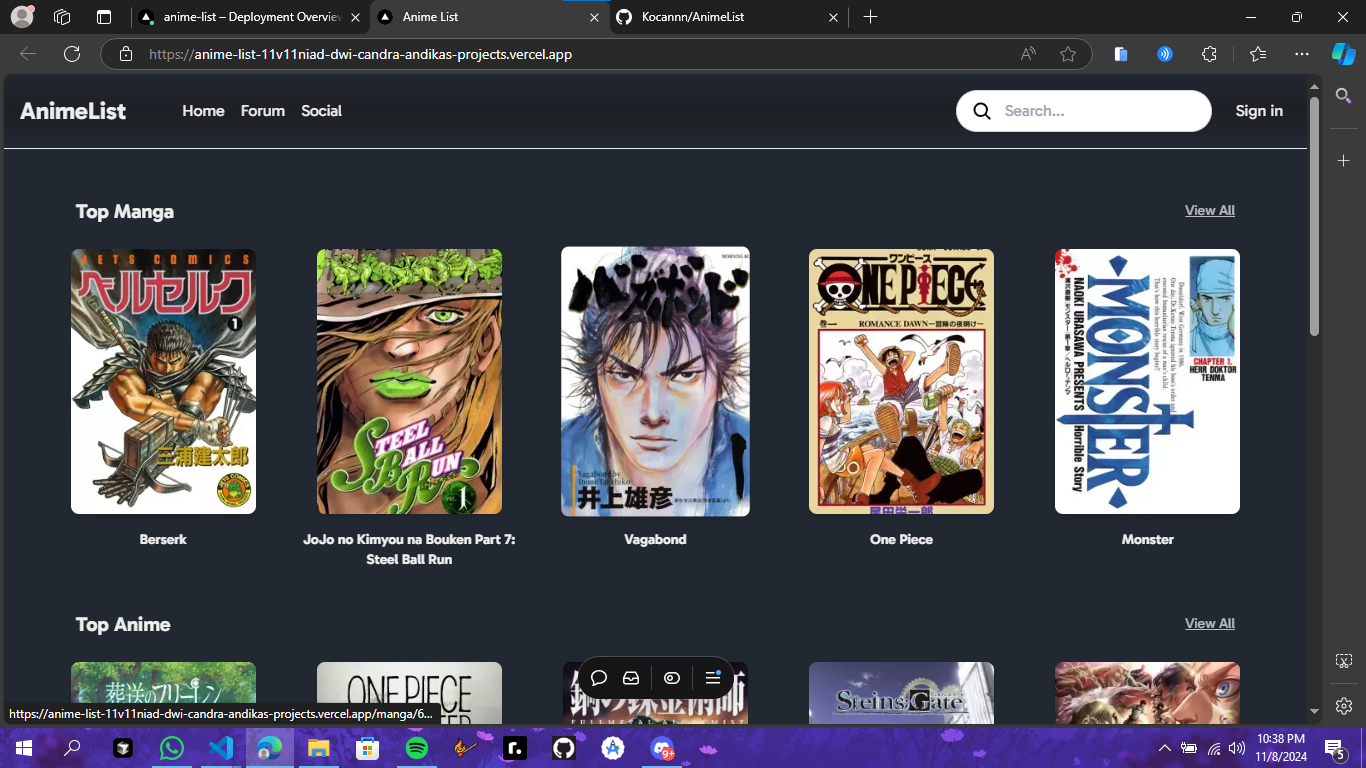 anime-list – Deployment Overview
Anime List
Kocannn/AnimeList
https://anime-list-11v11niad-dwi-candra-andikas-projects.vercel.app
AnimeList
Home
Forum
Social
Search...
Sign in
Top Manga
View All
JETS COMICS
ベルセルク
1
三浦建太郎
STEEL
BALL
RUN
1
Vagabond by
Inoue Takehiko
井上雄彦
ワンピース
ONE PIECE
巻一
ROMANCE DAWN—冒険の夜明け—
尾田栄一郎
MONSTER
NAOKI URASAWA PRESENTS
Horrible Story
CHAPTER 1,
HERR DOKTOR
TENMA
Berserk
JoJo no Kimyou na Bouken Part 7:
Steel Ball Run
Vagabond
One Piece
Monster
Top Anime
View All
葬送のフリーレン
ONE PIECE
鋼の錬金術師
FULLMETAL ALCHEMIST
Steins;Gate
https://anime-list-11v11niad-dwi-candra-andikas-projects.vercel.app/manga/6...
9+
10:38 PM
11/8/2024
5